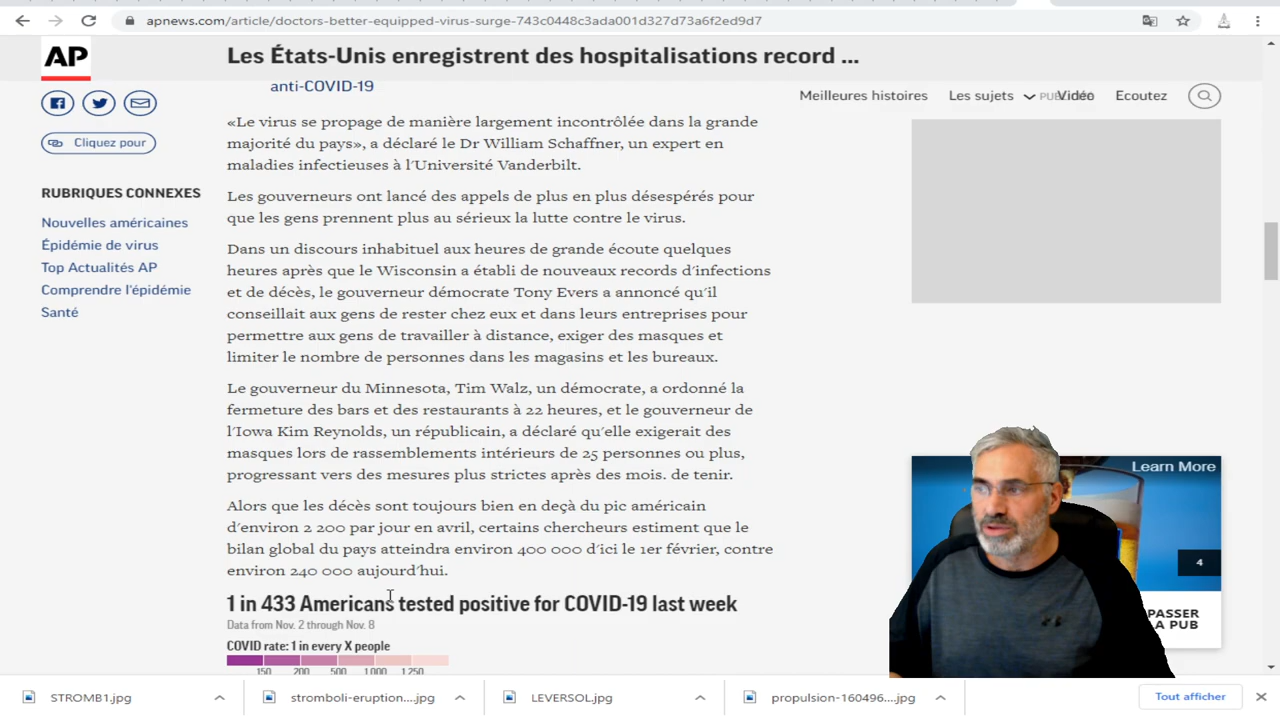 apnews.com/article/doctors-better-equipped-virus-surge-743c0448c3ada001d327d73a6f2ed9d7
AP
Les États-Unis enregistrent des hospitalisations record ...
anti-COVID-19
Meilleures histoires
Les sujets
PUBLICITÉ
Vidéo
Ecoutez
Cliquez pour
RUBRIQUES CONNEXES
Nouvelles américaines
Épidémie de virus
Top Actualités AP
Comprendre l'épidémie
Santé
«Le virus se propage de manière largement incontrôlée dans la grande
majorité du pays», a déclaré le Dr William Schaffner, un expert en
maladies infectieuses à l'Université Vanderbilt.
Les gouverneurs ont lancé des appels de plus en plus désespérés pour
que les gens prennent plus au sérieux la lutte contre le virus.
Dans un discours inhabituel aux heures de grande écoute quelques
heures après que le Wisconsin a établi de nouveaux records d'infections
et de décès, le gouverneur démocrate Tony Evers a annoncé qu'il
conseillait aux gens de rester chez eux et dans leurs entreprises pour
permettre aux gens de travailler à distance, exiger des masques et
limiter le nombre de personnes dans les magasins et les bureaux.
Le gouverneur du Minnesota, Tim Walz, un démocrate, a ordonné la
fermeture des bars et des restaurants à 22 heures, et le gouverneur de
l'Iowa Kim Reynolds, un républicain, a déclaré qu'elle exigerait des
masques lors de rassemblements intérieurs de 25 personnes ou plus,
progressant vers des mesures plus strictes après des mois. de tenir.
Alors que les décès sont toujours bien en deçà du pic américain
d'environ 2 200 par jour en avril, certains chercheurs estiment que le
bilan global du pays atteindra environ 400 000 d'ici le 1er février, contre
environ 240 000 aujourd'hui.
1 in 433 Americans tested positive for COVID-19 last week
Data from Nov. 2 through Nov. 8
COVID rate: 1 in every X people
150 200 500 1 000 1 250
Learn More
4
PASSER
LA PUB
STROMB1.jpg
stromboli-eruption....jpg
LEVERSOL.jpg
propulsion-160496....jpg
Tout afficher